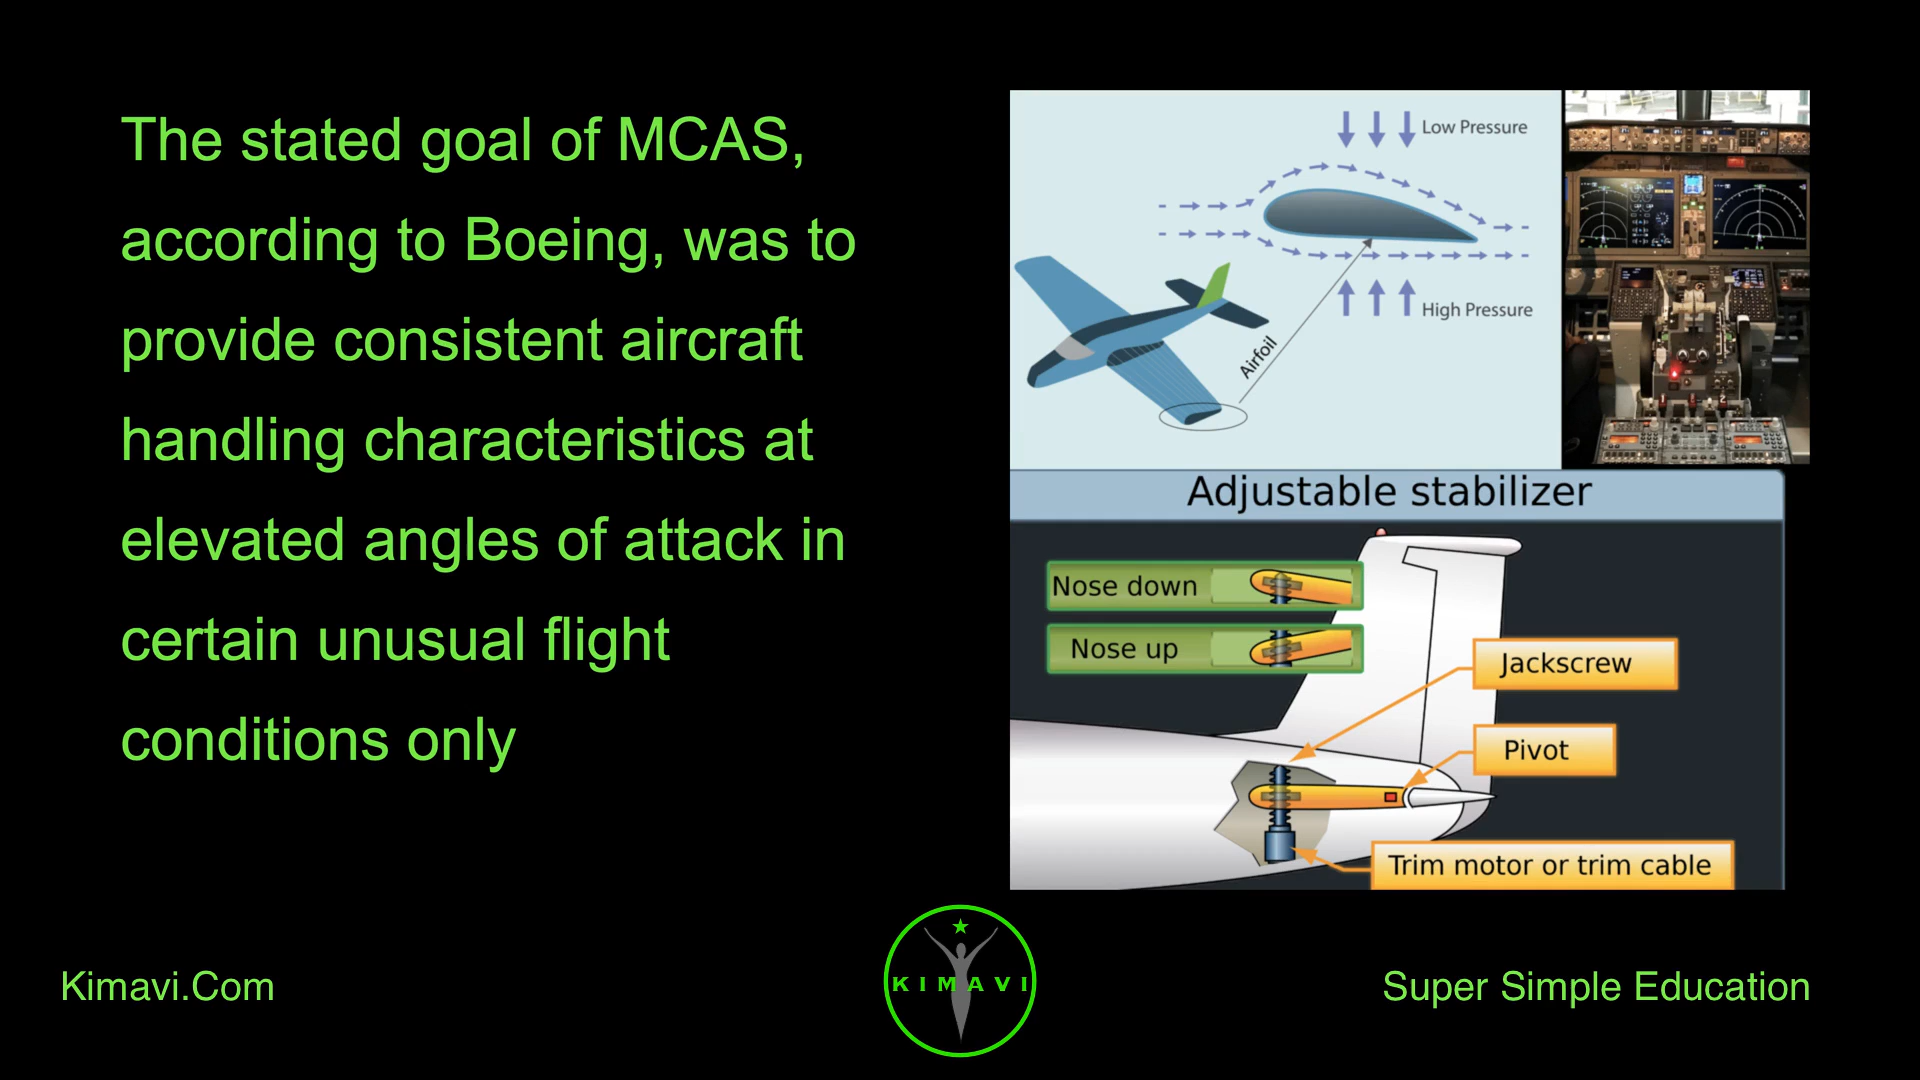 The stated goal of MCAS,
according to Boeing, was to
provide consistent aircraft
handling characteristics at
elevated angles of attack in
certain unusual flight
conditions only
Low Pressure
High Pressure
Airfoil
Adjustable stabilizer
Nose down
Nose up
Jackscrew
Pivot
Trim motor or trim cable
Kimavi.Com
KIMAVI
Super Simple Education